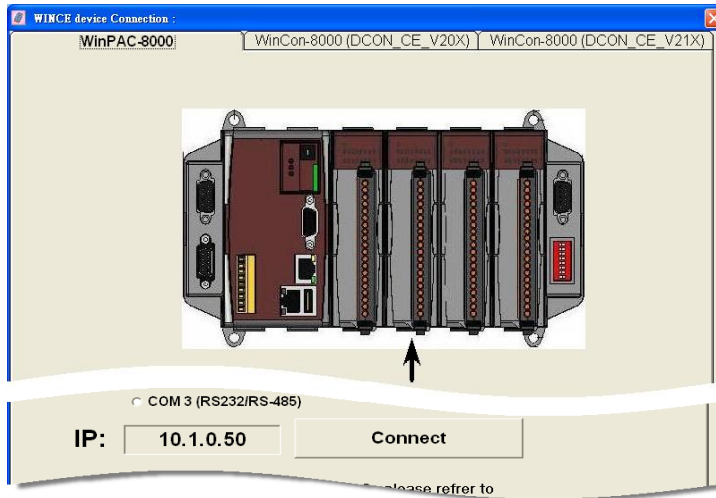 WINCE device Connection :
WinPAC-8000 WinCon-8000 (DCON_CE_V20X) WinCon-8000 (DCON_CE_V21X)
COM 3 (RS232/RS-485)
IP: 10.1.0.50 Connect
please refrer to